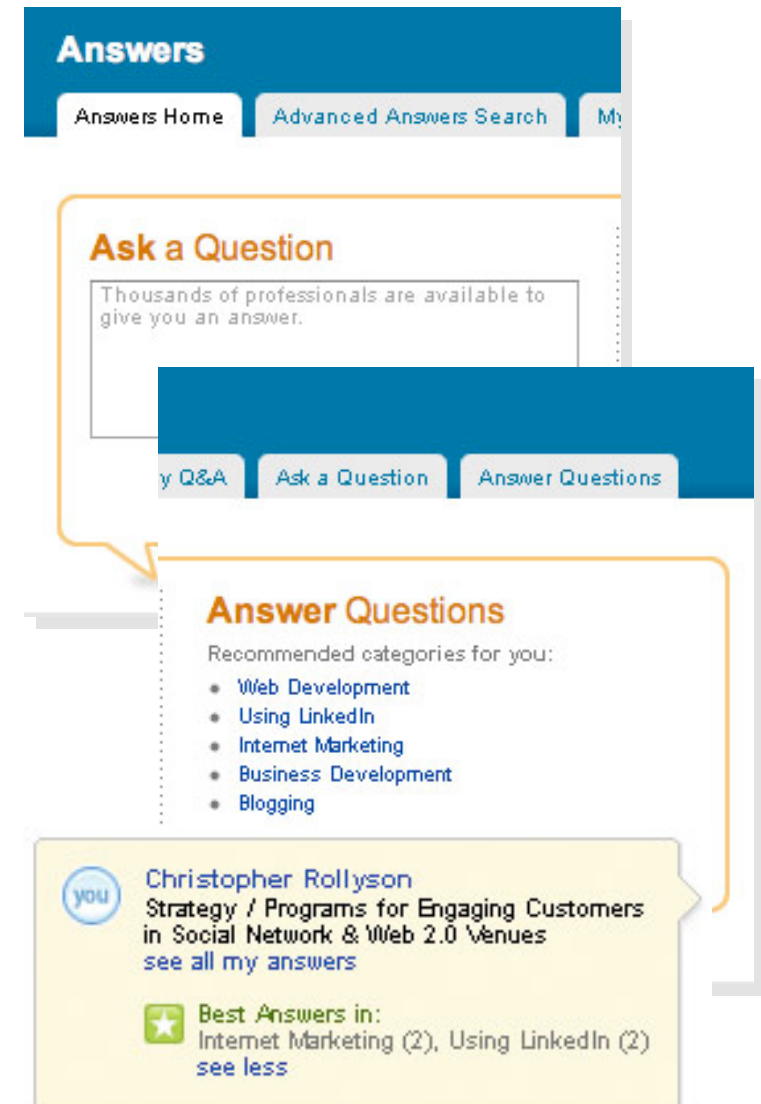 Answers
Answers Home
Advanced Answers Search
My
Ask a Question
Thousands of professionals are available to
give you an answer.
y Q&A
Ask a Question
Answer Questions
Answer Questions
Recommended categories for you:
Web Development
Using LinkedIn
Internet Marketing
Business Development
Blogging
you
Christopher Rollyson
Strategy / Programs for Engaging Customers
in Social Network & Web 2.0 Venues
see all my answers
Best Answers in:
Internet Marketing (2), Using LinkedIn (2)
see less